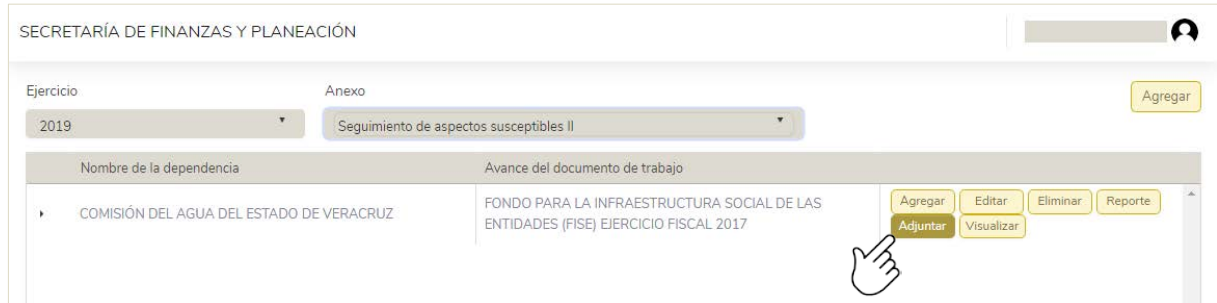 SECRETARÍA DE FINANZAS Y PLANEACIÓN
Ejercicio
Anexo
Agregar
2019
Seguimiento de aspectos susceptibles II
Nombre de la dependencia
Avance del documento de trabajo
COMISIÓN DEL AGUA DEL ESTADO DE VERACRUZ
FONDO PARA LA INFRAESTRUCTURA SOCIAL DE LAS
ENTIDADES (FISE) EJERCICIO FISCAL 2017
Agregar Editar Eliminar Reporte
Adjuntar Visualizar